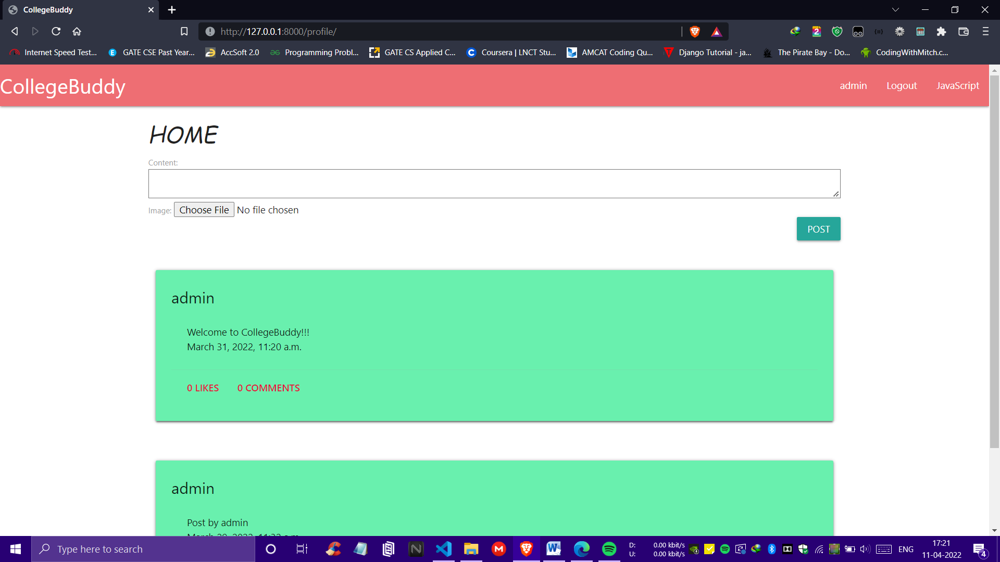 CollegeBuddy
http://127.0.0.1:8000/profile/
Internet Speed Test... GATE CSE Past Year... AccSoft 2.0 Programming Probl... GATE CS Applied C... Coursera | LNCT Stu... AMCAT Coding Qu... Django Tutorial - ja... The Pirate Bay - Do... CodingWithMitch.c...
CollegeBuddy admin Logout JavaScript
HOME
Content:
Image: Choose File No file chosen
POST
admin
Welcome to CollegeBuddy!!!
March 31, 2022, 11:20 a.m.
0 LIKES 0 COMMENTS
admin
Post by admin
Type here to search
D: 0.00 kbit/s
U: 0.00 kbit/s
ENG
17:21
11-04-2022
4